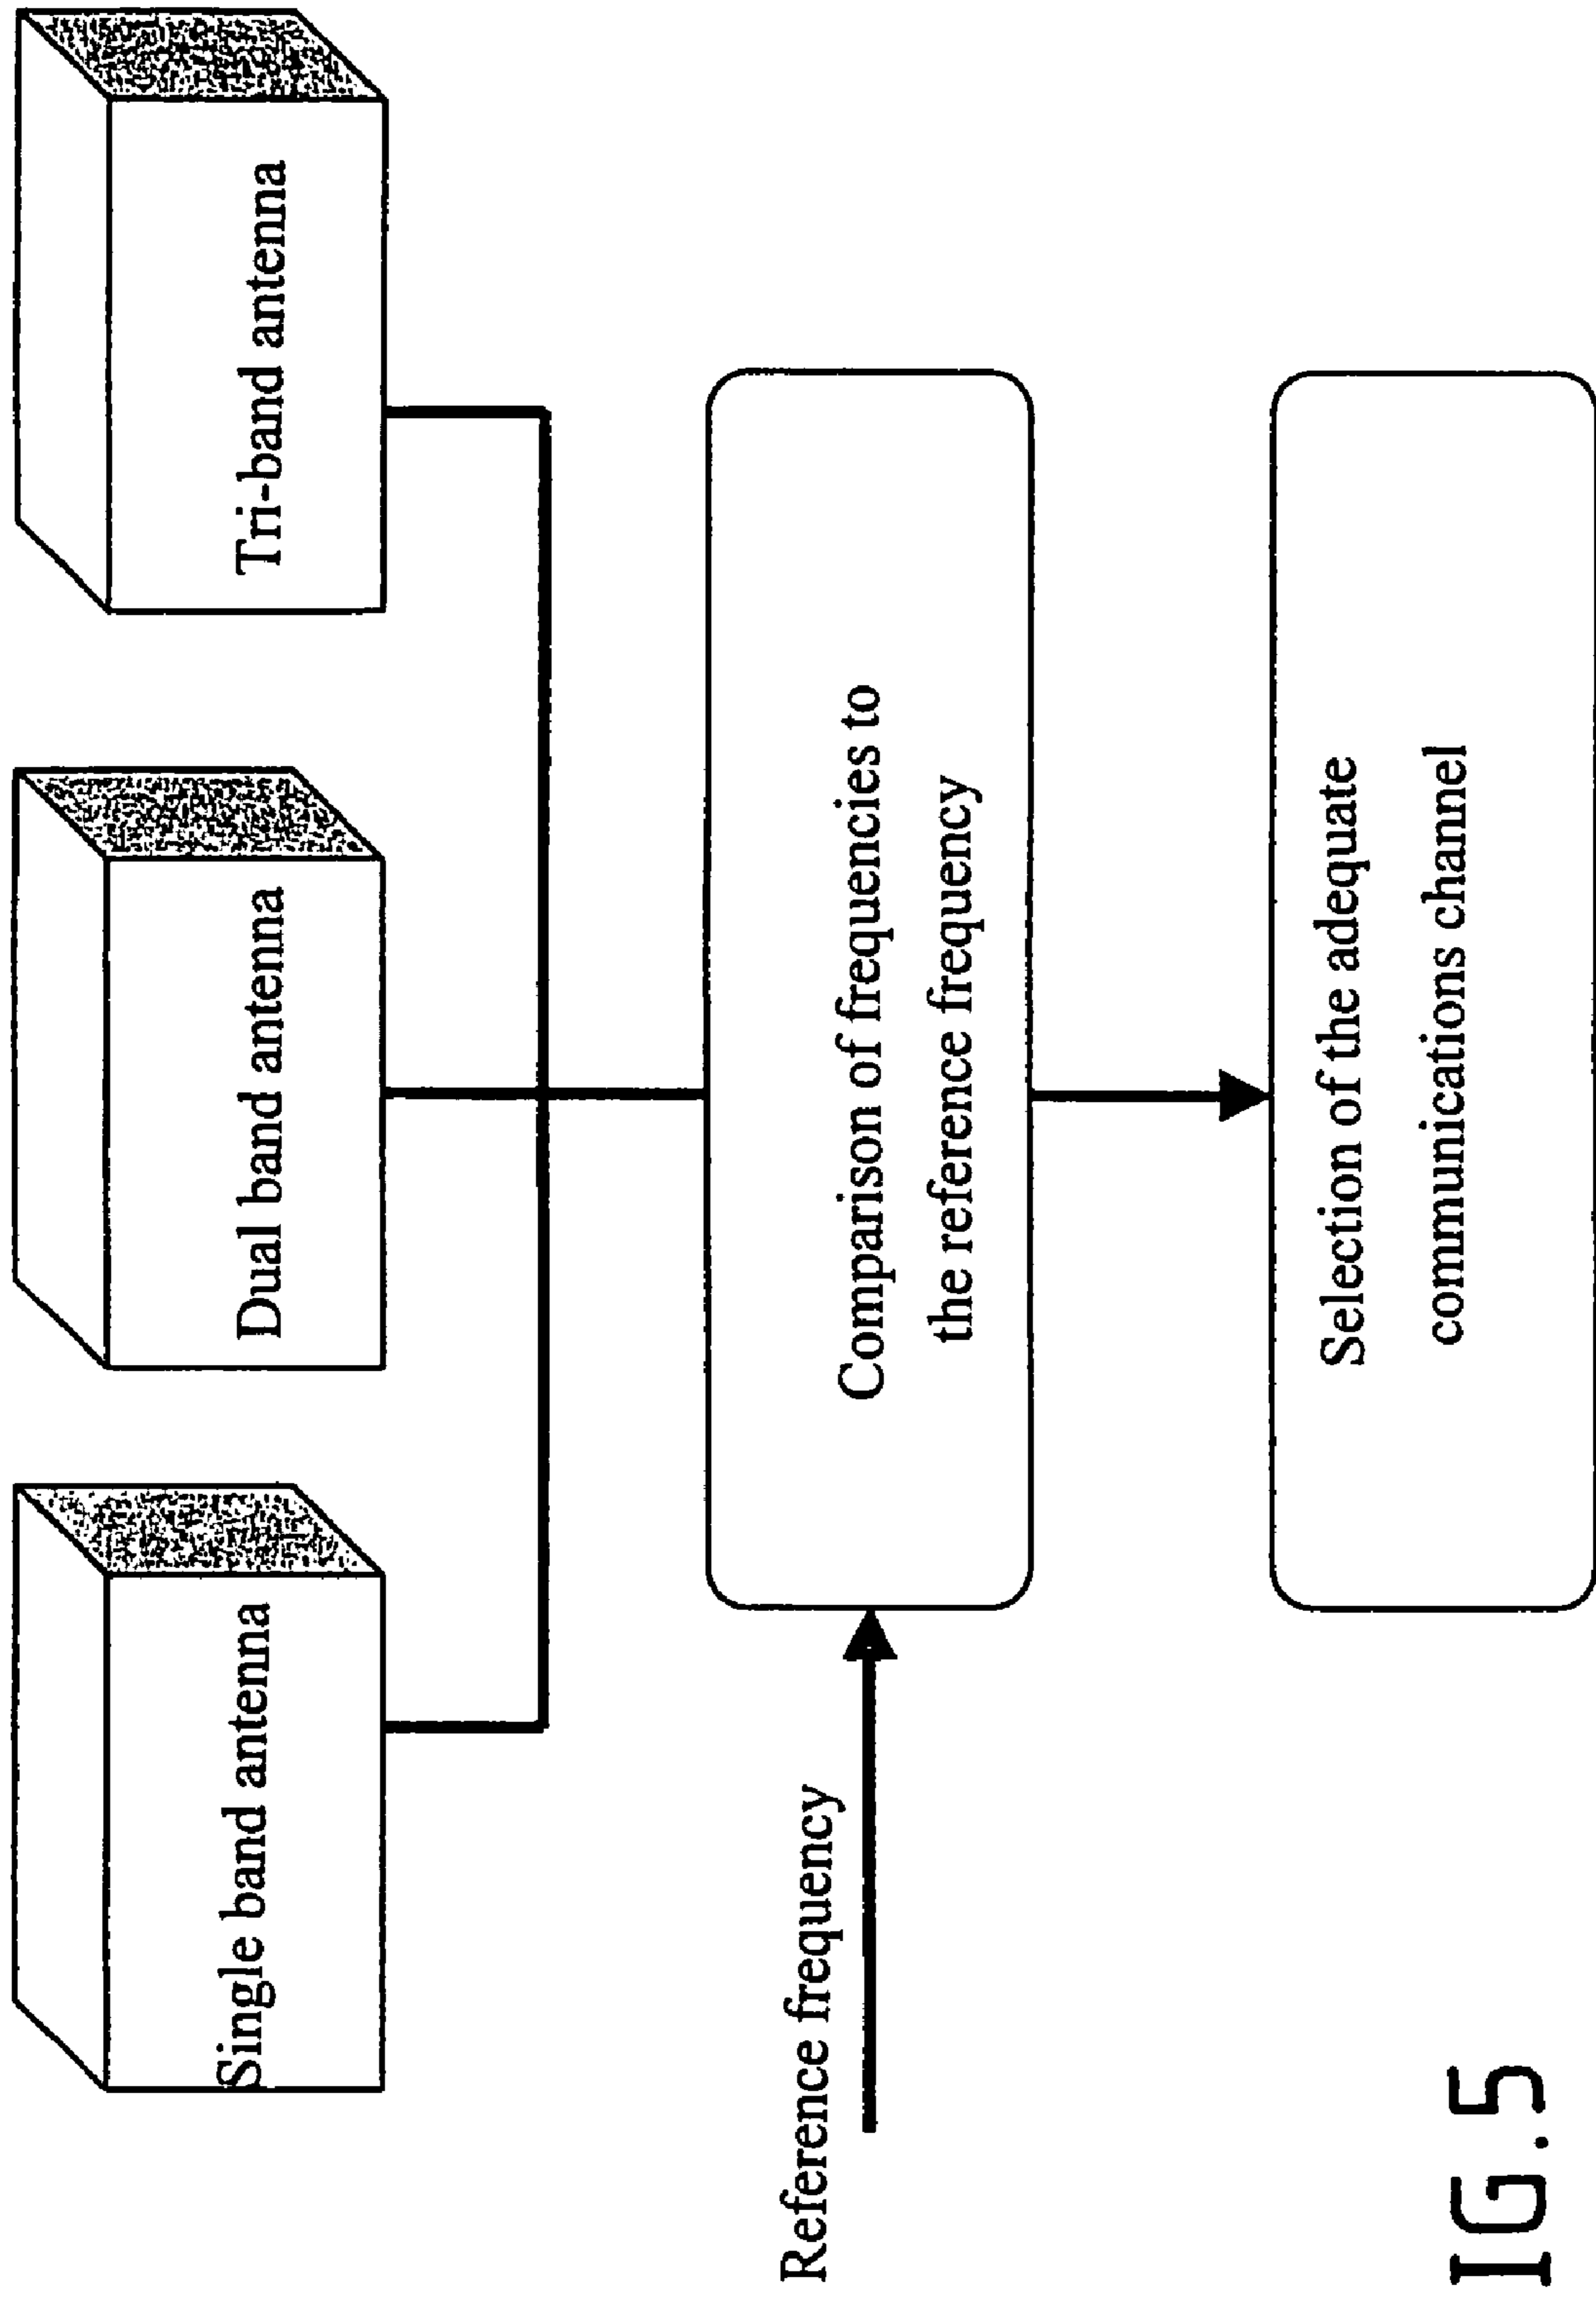 Single band antenna
Dual band antenna
Tri-band antenna
Reference frequency
Comparison of frequencies to
the reference frequency
Selection of the adequate
communications channel
IG.5